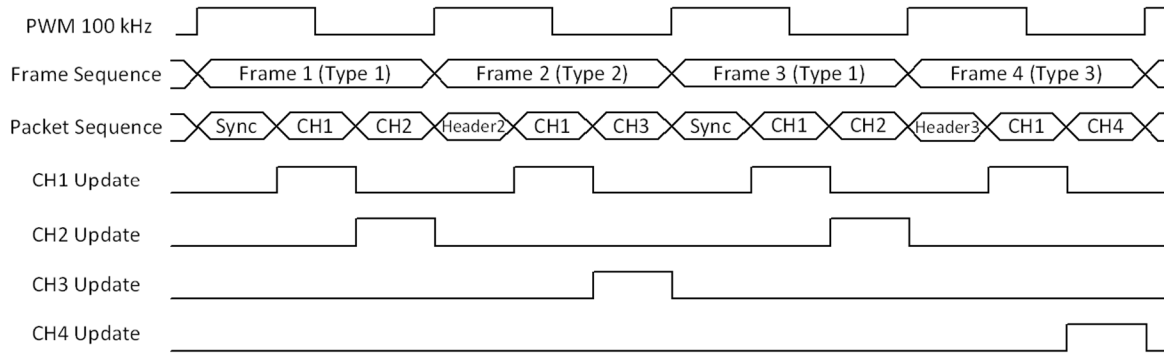 PWM 100 kHz
Frame Sequence Frame 1 (Type 1) Frame 2 (Type 2) Frame 3 (Type 1) Frame 4 (Type 3)
Packet Sequence Sync CH1 CH2 Header2 CH1 CH3 Sync CH1 CH2 Header3 CH1 CH4
CH1 Update
CH2 Update
CH3 Update
CH4 Update